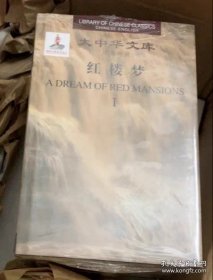 LIBRARY OF CHINESE CLASSICS
CHINESE-ENGLISH
大中华文库
红楼梦
A DREAM OF RED MANSIONS
I